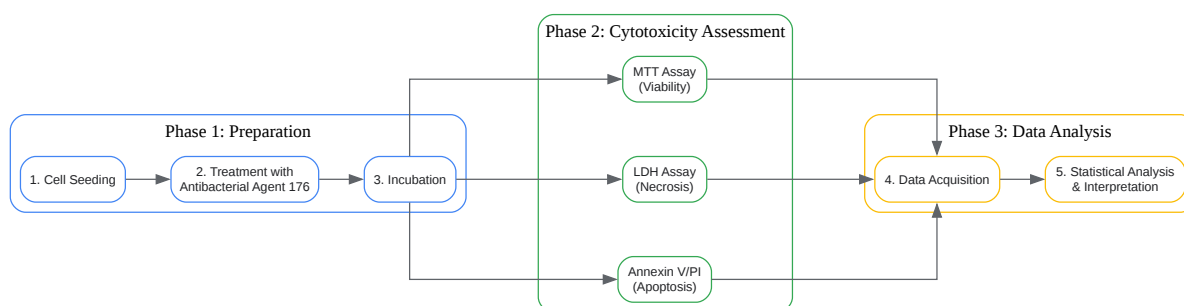 Phase 1: Preparation
1. Cell Seeding
2. Treatment with
Antibacterial Agent 176
3. Incubation
Phase 2: Cytotoxicity Assessment
MTT Assay
(Viability)
LDH Assay
(Necrosis)
Annexin V/PI
(Apoptosis)
Phase 3: Data Analysis
4. Data Acquisition
5. Statistical Analysis
& Interpretation